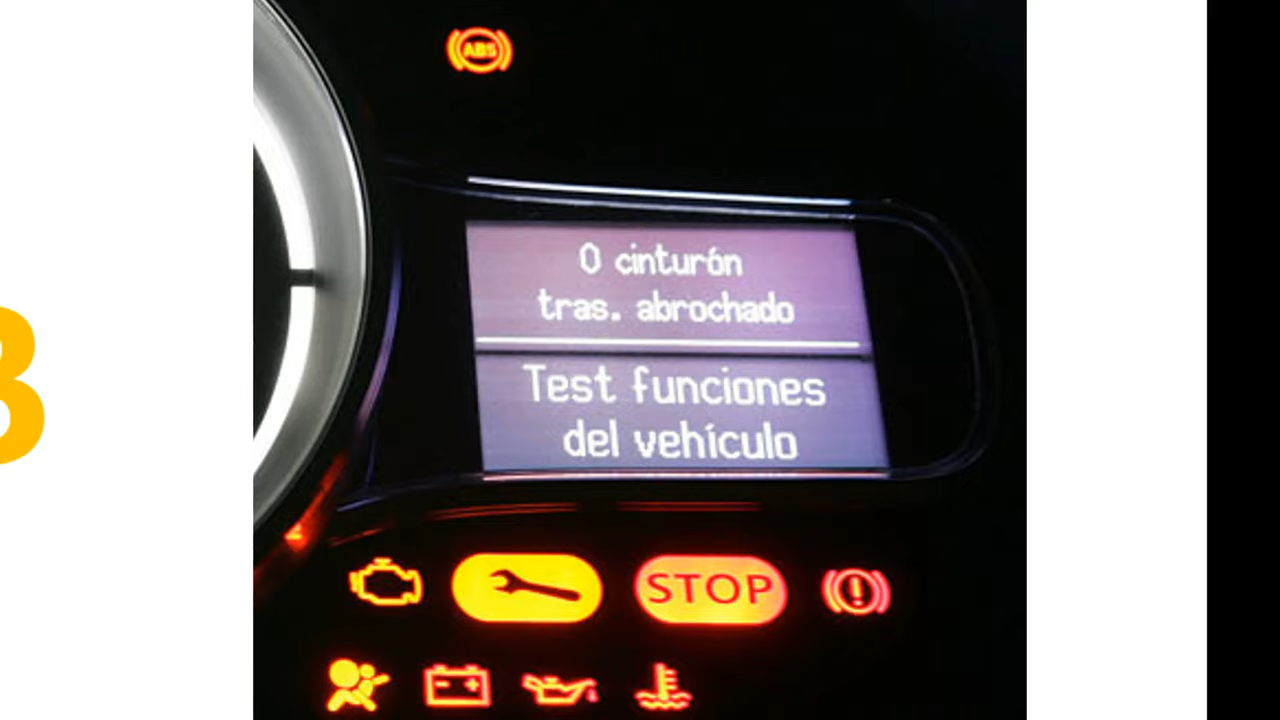 ABS
0 cinturón
tras. abrochado
Test funciones
del vehículo
STOP